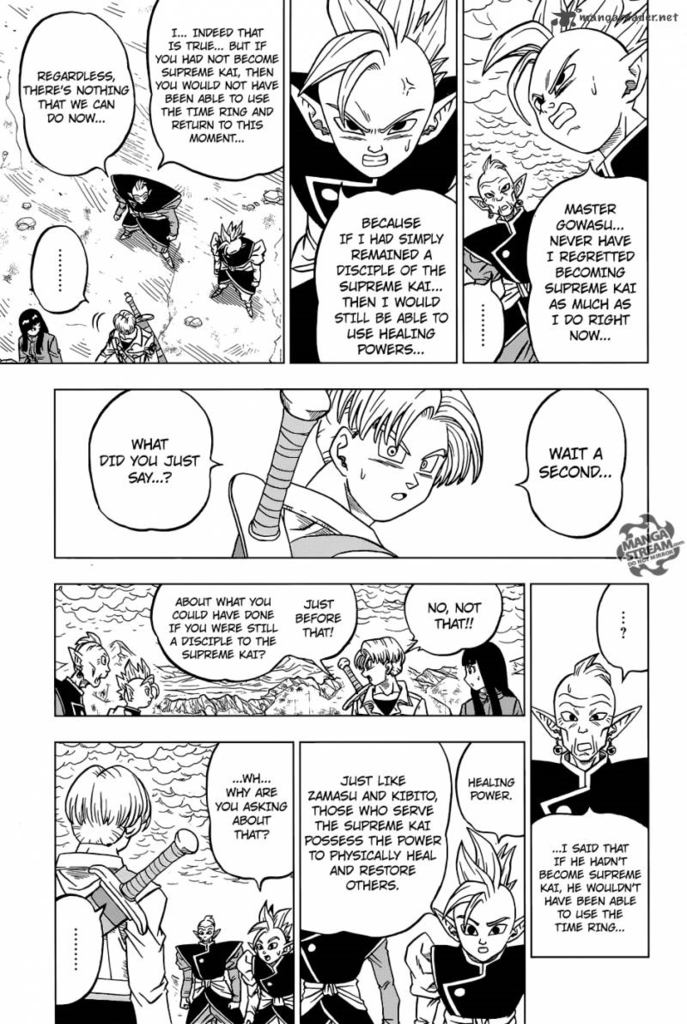 mangareader.net
MASTER
GOWASU...
NEVER HAVE
I REGRETTED
BECOMING
SUPREME KAI
AS MUCH AS
I DO RIGHT
NOW...
......
BECAUSE
IF I HAD SIMPLY
REMAINED A
DISCIPLE OF THE
SUPREME KAI...
THEN I WOULD
STILL BE ABLE TO
USE HEALING
POWERS...
I... INDEED THAT
IS TRUE... BUT IF
YOU HAD NOT BECOME
SUPREME KAI, THEN
YOU WOULD NOT HAVE
BEEN ABLE TO USE
THE TIME RING AND
RETURN TO THIS
MOMENT...
REGARDLESS,
THERE'S NOTHING
THAT WE CAN
DO NOW...
........
WAIT A
SECOND...
WHAT
DID YOU JUST
SAY...?
MANGA
STREAM
DO NOT MIRROR
...
?
...I SAID THAT
IF HE HADN'T
BECOME SUPREME
KAI, HE WOULDN'T
HAVE BEEN ABLE
TO USE THE
TIME RING...
NO, NOT
THAT!!
JUST
BEFORE
THAT!
ABOUT WHAT YOU
COULD HAVE DONE
IF YOU WERE STILL
A DISCIPLE TO THE
SUPREME KAI?
HEALING
POWER.
JUST LIKE
ZAMASU AND KIBITO,
THOSE WHO SERVE
THE SUPREME KAI
POSSESS THE POWER
TO PHYSICALLY HEAL
AND RESTORE
OTHERS.
...WH...
WHY ARE
YOU ASKING
ABOUT
THAT?
......